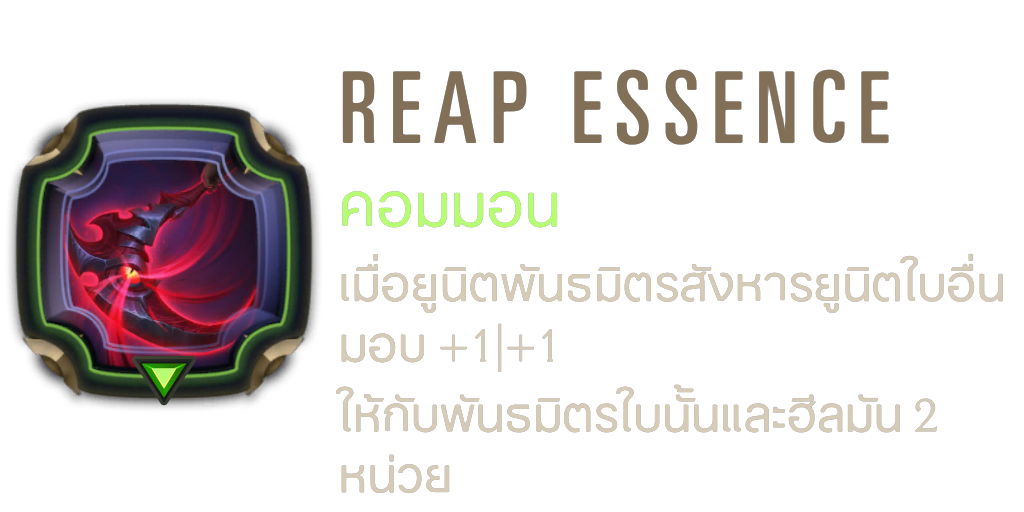 REAP ESSENCE
คอมมอน
เมื่อยูนิตพันธมิตรสังหารยูนิตใบอื่น
มอบ +1|+1
ให้กับพันธมิตรใบนั้นและฮีลมัน 2
หน่วย